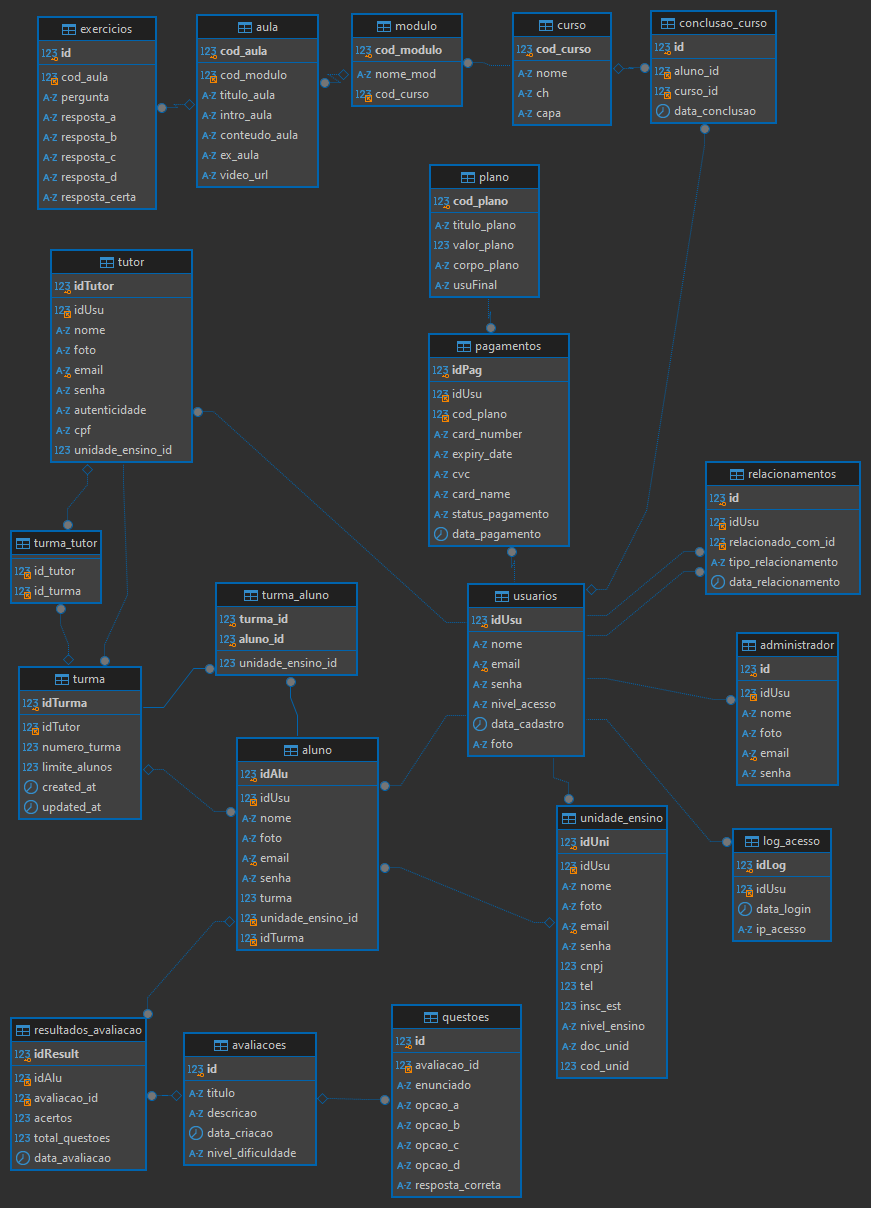 exercicios
123 id
123 cod_aula
A-Z pergunta
A-Z resposta_a
A-Z resposta_b
A-Z resposta_c
A-Z resposta_d
A-Z resposta_certa
aula
123 cod_aula
123 cod_modulo
A-Z titulo_aula
A-Z intro_aula
A-Z conteudo_aula
A-Z ex_aula
A-Z video_url
modulo
123 cod_modulo
A-Z nome_mod
123 cod_curso
curso
123 cod_curso
A-Z nome
A-Z ch
A-Z capa
conclusao_curso
123 id
123 aluno_id
123 curso_id
data_conclusao
plano
123 cod_plano
A-Z titulo_plano
123 valor_plano
A-Z corpo_plano
A-Z usuFinal
tutor
123 idTutor
123 idUsu
A-Z nome
A-Z foto
A-Z email
A-Z senha
A-Z autenticidade
A-Z cpf
123 unidade_ensino_id
pagamentos
123 idPag
123 idUsu
123 cod_plano
A-Z card_number
A-Z expiry_date
A-Z cvc
A-Z card_name
A-Z status_pagamento
data_pagamento
relacionamentos
123 id
123 idUsu
123 relacionado_com_id
A-Z tipo_relacionamento
data_relacionamento
turma_tutor
123 id_tutor
123 id_turma
turma_aluno
123 turma_id
123 aluno_id
123 unidade_ensino_id
usuarios
123 idUsu
A-Z nome
A-Z email
A-Z senha
A-Z nivel_acesso
data_cadastro
A-Z foto
administrador
123 id
123 idUsu
A-Z nome
A-Z foto
A-Z email
A-Z senha
turma
123 idTurma
123 idTutor
123 numero_turma
123 limite_alunos
created_at
updated_at
aluno
123 idAlu
123 idUsu
A-Z nome
A-Z foto
A-Z email
A-Z senha
123 turma
123 unidade_ensino_id
123 idTurma
unidade_ensino
123 idUni
123 idUsu
A-Z nome
A-Z foto
A-Z email
A-Z senha
123 cnpj
123 tel
123 insc_est
A-Z nivel_ensino
A-Z doc_unid
123 cod_unid
log_acesso
123 idLog
123 idUsu
data_login
A-Z ip_acesso
resultados_avaliacao
123 idResult
123 idAlu
123 avaliacao_id
123 acertos
123 total_questoes
data_avaliacao
avaliacoes
123 id
A-Z titulo
A-Z descricao
data_criacao
A-Z nivel_dificuldade
questoes
123 id
123 avaliacao_id
A-Z enunciado
A-Z opcao_a
A-Z opcao_b
A-Z opcao_c
A-Z opcao_d
A-Z resposta_correta